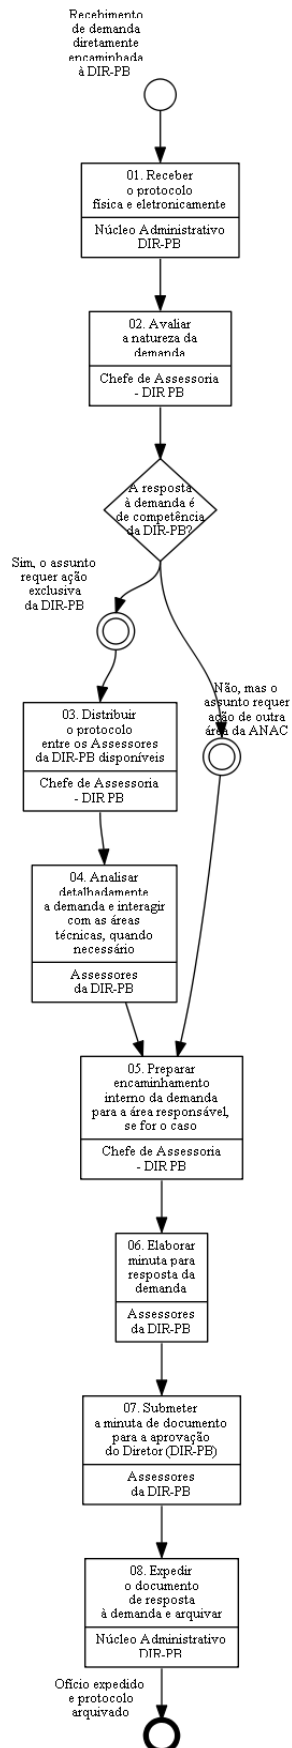 Recebimento
de demanda
diretamente
encaminhada
à DIR-PB
01. Receber
o protocolo
física e eletronicamente
Núcleo Administrativo
DIR-PB
02. Avaliar
a natureza da
demanda
Chefe de Assessoria
- DIR PB
A resposta
à demanda é
de competência
da DIR-PB?
Sim, o assunto
requer ação
exclusiva
da DIR-PB
Não, mas o
assunto requer
ação de outra
área da ANAC
03. Distribuir
o protocolo
entre os Assessores
da DIR-PB disponíveis
Chefe de Assessoria
- DIR PB
04. Analisar
detalhadamente
a demanda e interagir
com as áreas
técnicas, quando
necessário
Assessores
da DIR-PB
05. Preparar
encaminhamento
interno da demanda
para a área responsável,
se for o caso
Chefe de Assessoria
- DIR PB
06. Elaborar
minuta para
resposta da
demanda
Assessores
da DIR-PB
07. Submeter
a minuta de documento
para a aprovação
do Diretor (DIR-PB)
Assessores
da DIR-PB
08. Expedir
o documento
de resposta
à demanda e arquivar
Núcleo Administrativo
DIR-PB
Ofício expedido
e protocolo
arquivado